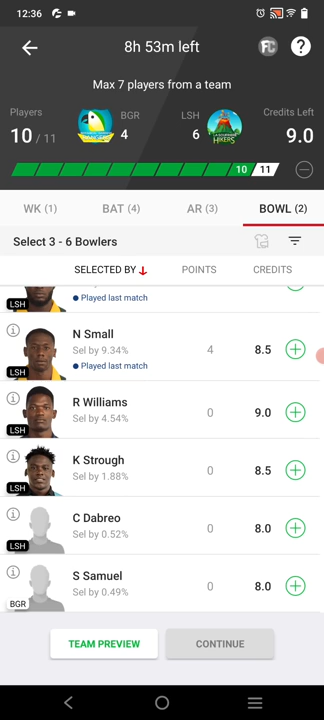 12:36
8h 53m left
FC
?
Max 7 players from a team
Players
10 / 11
BGR
4
LSH
6
HIKERS
Credits Left
9.0
10
11
WK (1)
BAT (4)
AR (3)
BOWL (2)
Select 3 - 6 Bowlers
SELECTED BY
POINTS
CREDITS
LSH
Played last match
N Small
Sel by 9.34%
4
8.5
Played last match
LSH
R Williams
Sel by 4.54%
0
9.0
LSH
K Strough
Sel by 1.88%
0
8.5
LSH
C Dabreo
Sel by 0.52%
0
8.0
LSH
S Samuel
Sel by 0.49%
0
8.0
BGR
TEAM PREVIEW
CONTINUE